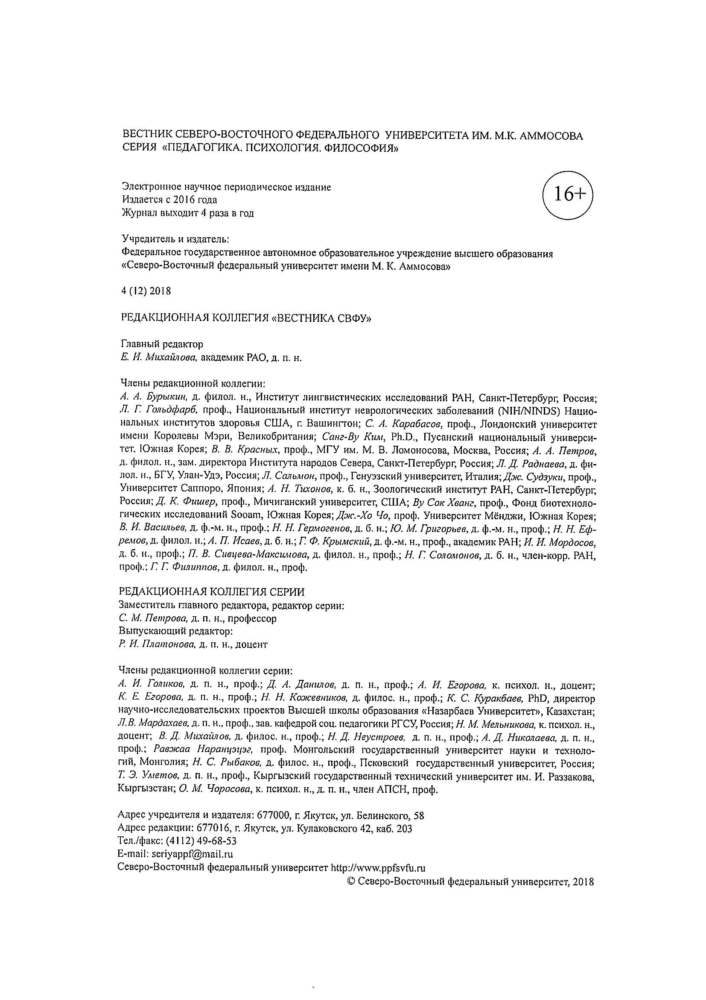 ВЕСТНИК СЕВЕРО-ВОСТОЧНОГО ФЕДЕРАЛЬНОГО УНИВЕРСИТЕТА ИМ. М.К. АММОСОВА
СЕРИЯ «ПЕДАГОГИКА. ПСИХОЛОГИЯ. ФИЛОСОФИЯ»
16+
Электронное научное периодическое издание
Издается с 2016 года
Журнал выходит 4 раза в год
Учредитель и издатель:
Федеральное государственное автономное образовательное учреждение высшего образования
«Северо-Восточный федеральный университет имени М. К. Аммосова»
4 (12) 2018
РЕДАКЦИОННАЯ КОЛЛЕГИЯ «ВЕСТНИКА СВФУ»
Главный редактор
Е. И. Михайлова, академик РАО, д. п. н.
Члены редакционной коллегии:
А. А. Бурыкин, д. филол. н., Институт лингвистических исследований РАН, Санкт-Петербург, Россия;
Л. Г. Гольдфарб, проф., Национальный институт неврологических заболеваний (NIH/NINDS) Нацио-
нальных институтов здоровья США, г. Вашингтон; С. А. Карабасов, проф., Лондонский университет
имени Королевы Мэри, Великобритания; Санг-Ву Ким, Ph.D., Пусанский национальный универси-
тет, Южная Корея; В. В. Красных, проф., МГУ им. М. В. Ломоносова, Москва, Россия; А. А. Петров,
д. филол. н., зам. директора Института народов Севера, Санкт-Петербург, Россия; Л. Д. Раднаева, д. фи-
лол. н., БГУ, Улан-Удэ, Россия; Л. Сальмон, проф., Генуэзский университет, Италия; Дж. Судзуки, проф.,
Университет Саппоро, Япония; А. Н. Тихонов, к. б. н., Зоологический институт РАН, Санкт-Петербург,
Россия; Д. К. Фишер, проф., Мичиганский университет, США; Ву Сок Хванг, проф., Фонд биотехноло-
гических исследований Sooam, Южная Корея; Дж.-Хо Чо, проф. Университет Мёнджи, Южная Корея;
В. И. Васильев, д. ф.-м. н., проф.; Н. Н. Гермогенов, д. б. н.; Ю. М. Григорьев, д. ф.-м. н., проф.; Н. Н. Еф-
ремов, д. филол. н.; А. П. Исаев, д. б. н.; Г. Ф. Крымский, д. ф.-м. н., проф., академик РАН; И. И. Мордосов,
д. б. н., проф.; П. В. Сивцева-Максимова, д. филол. н., проф.; Н. Г. Соломонов, д. б. н., член-корр. РАН,
проф.; Г. Г. Филиппов, д. филол. н., проф.
РЕДАКЦИОННАЯ КОЛЛЕГИЯ СЕРИИ
Заместитель главного редактора, редактор серии:
С. М. Петрова, д. п. н., профессор
Выпускающий редактор:
Р. И. Платонова, д. п. н., доцент
Члены редакционной коллегии серии:
А. И. Голиков, д. п. н., проф.; Д. А. Данилов, д. п. н., проф.; А. И. Егорова, к. психол. н., доцент;
К. Е. Егорова, д. п. н., проф.; Н. Н. Кожевников, д. филос. н., проф.; К. С. Куракбаев, PhD, директор
научно-исследовательских проектов Высшей школы образования «Назарбаев Университет», Казахстан;
Л.В. Мардахаев, д. п. н., проф., зав. кафедрой соц. педагогики РГСУ, Россия; Н. М. Мельникова, к. психол. н.,
доцент; В. Д. Михайлов, д. филос. н., проф.; Н. Д. Неустроев, д. п. н., проф.; А. Д. Николаева, д. п. н.,
проф.; Равжаа Наранцэцэг, проф. Монгольский государственный университет науки и техноло-
гий, Монголия; Н. С. Рыбаков, д. филос. н., проф., Псковский государственный университет, Россия;
Т. Э. Уметов, д. п. н., проф., Кыргызский государственный технический университет им. И. Раззакова,
Кыргызстан; О. М. Чоросова, к. психол. н., д. п. н., член АПСН, проф.
Адрес учредителя и издателя: 677000, г. Якутск, ул. Белинского, 58
Адрес редакции: 677016, г. Якутск, ул. Кулаковского 42, каб. 203
Тел./факс: (4112) 49-68-53
E-mail: seriyappf@mail.ru
Северо-Восточный федеральный университет http://www.ppfsvfu.ru
© Северо-Восточный федеральный университет, 2018